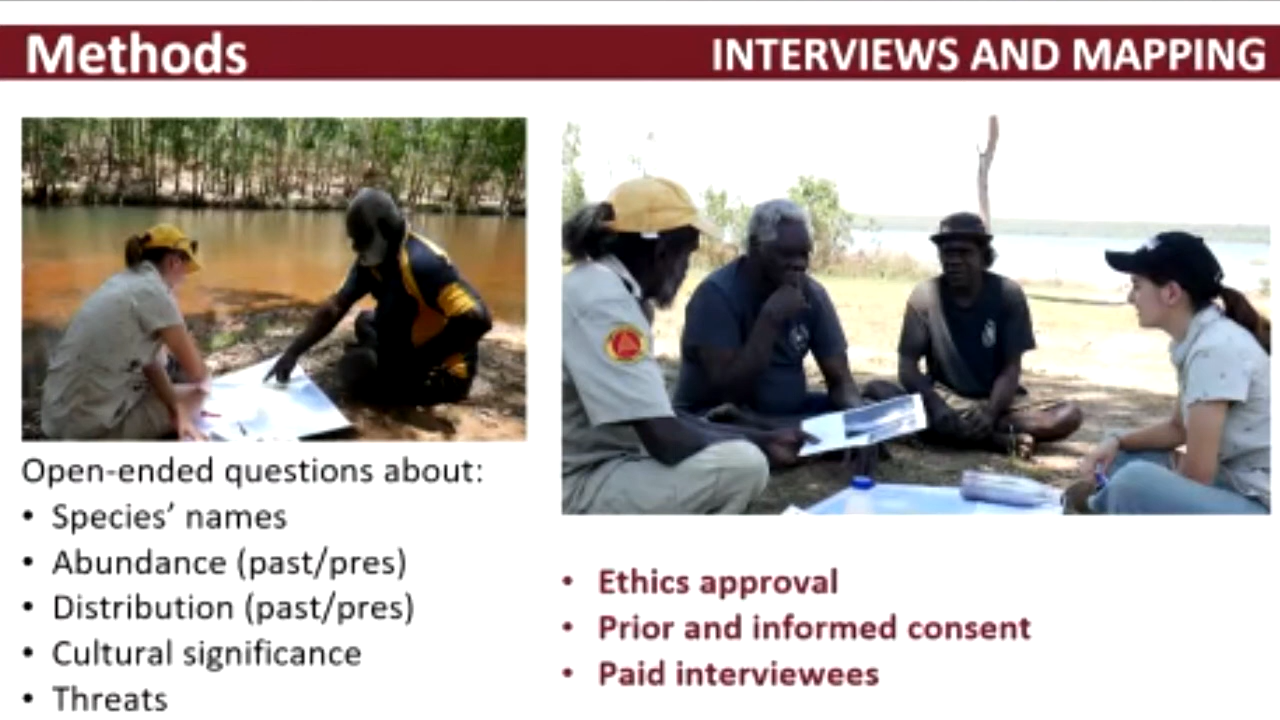 Methods
INTERVIEWS AND MAPPING
Open-ended questions about:
• Species’ names
• Abundance (past/pres)
• Distribution (past/pres)
• Cultural significance
• Threats
• Ethics approval
• Prior and informed consent
• Paid interviewees